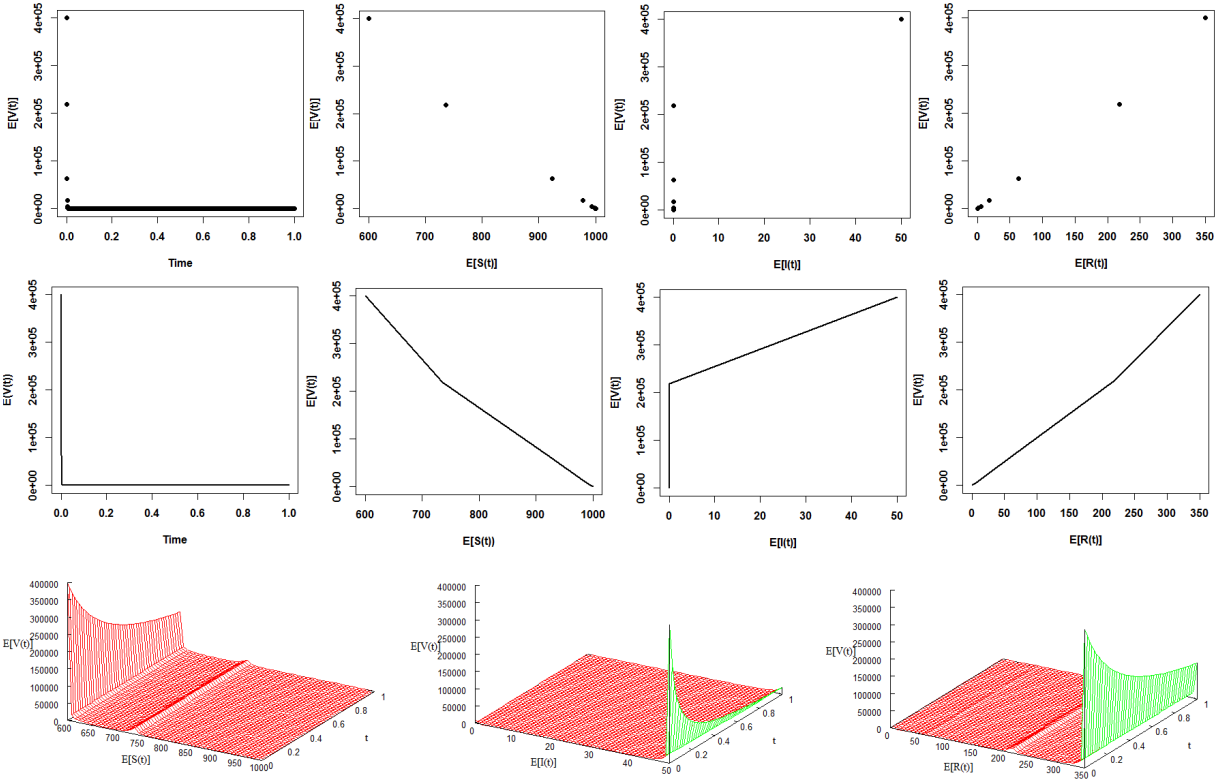 E[V(t)]
0e+00 1e+05 2e+05 3e+05 4e+05
0.0 0.2 0.4 0.6 0.8 1.0
Time
E[V(t)]
0e+00 1e+05 2e+05 3e+05 4e+05
600 700 800 900 1000
E[S(t)]
E[V(t)]
0e+00 1e+05 2e+05 3e+05 4e+05
0 10 20 30 40 50
E[I(t)]
E[V(t)]
0e+00 1e+05 2e+05 3e+05 4e+05
0 50 100 150 200 250 300 350
E[R(t)]
E(V(t))
0e+00 1e+05 2e+05 3e+05 4e+05
0.0 0.2 0.4 0.6 0.8 1.0
Time
E[V(t)]
0e+00 1e+05 2e+05 3e+05 4e+05
600 700 800 900 1000
E[S(t))
E[V(t)]
0e+00 1e+05 2e+05 3e+05 4e+05
0 10 20 30 40 50
E[I(t)]
E[V(t)]
0e+00 1e+05 2e+05 3e+05 4e+05
0 50 100 150 200 250 300 350
E[R(t)]
400000
350000
300000
250000
E[V(t)]
200000
150000
100000
50000
0
600 650 700 750 800 850 900 950 1000
E[S(t)]
0 0.2 0.4 0.6 0.8 1
t
400000
350000
300000
250000
E[V(t)]
200000
150000
100000
50000
0
0 10 20 30 40 50
E[I(t)]
0 0.2 0.4 0.6 0.8 1
t
400000
350000
300000
250000
E[V(t)]
200000
150000
100000
50000
0
0 50 100 150 200 250 300 350
E[R(t)]
0 0.2 0.4 0.6 0.8 1
t